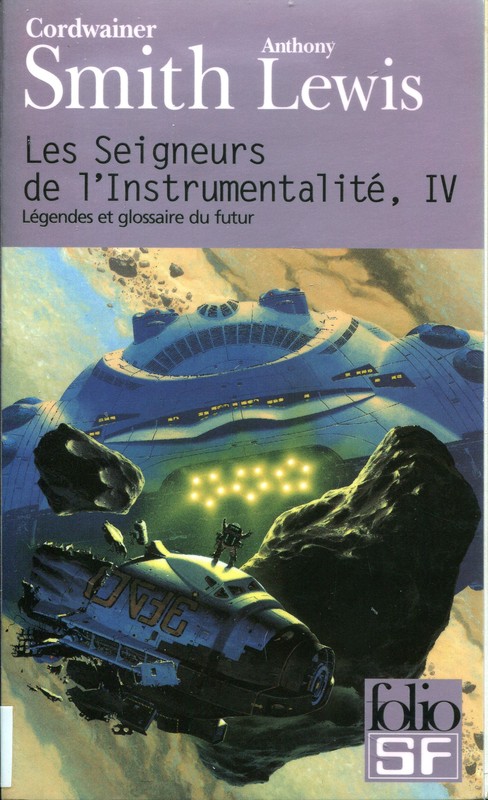 Cordwainer
Anthony
Smith Lewis
Les Seigneurs
de l'Instrumentalité, IV
Légendes et glossaire du futur
folio
SF